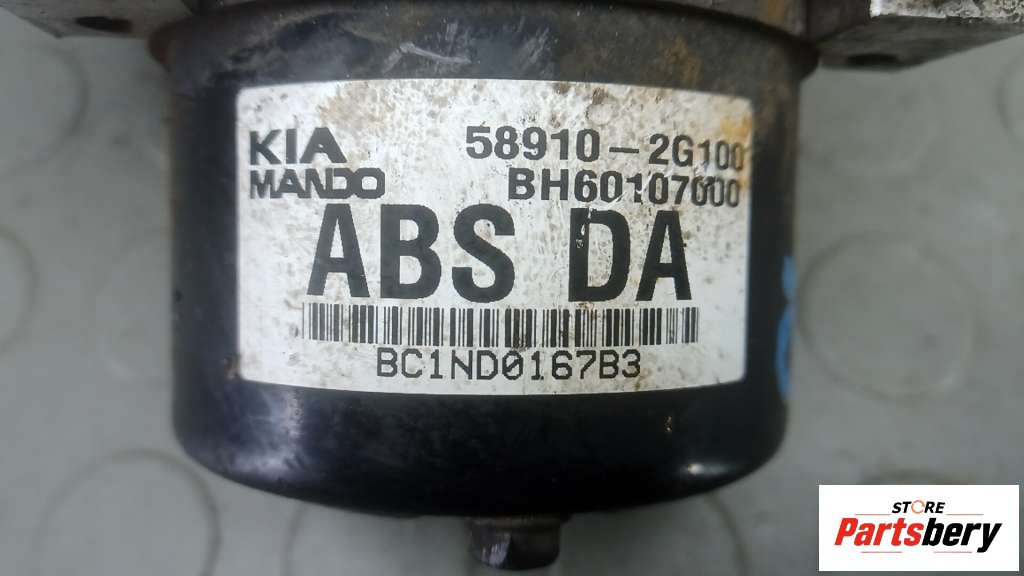 KIA 58910-2G100
MANDO BH60107000
ABS DA
BC1ND0167B3
STORE
Partsbery